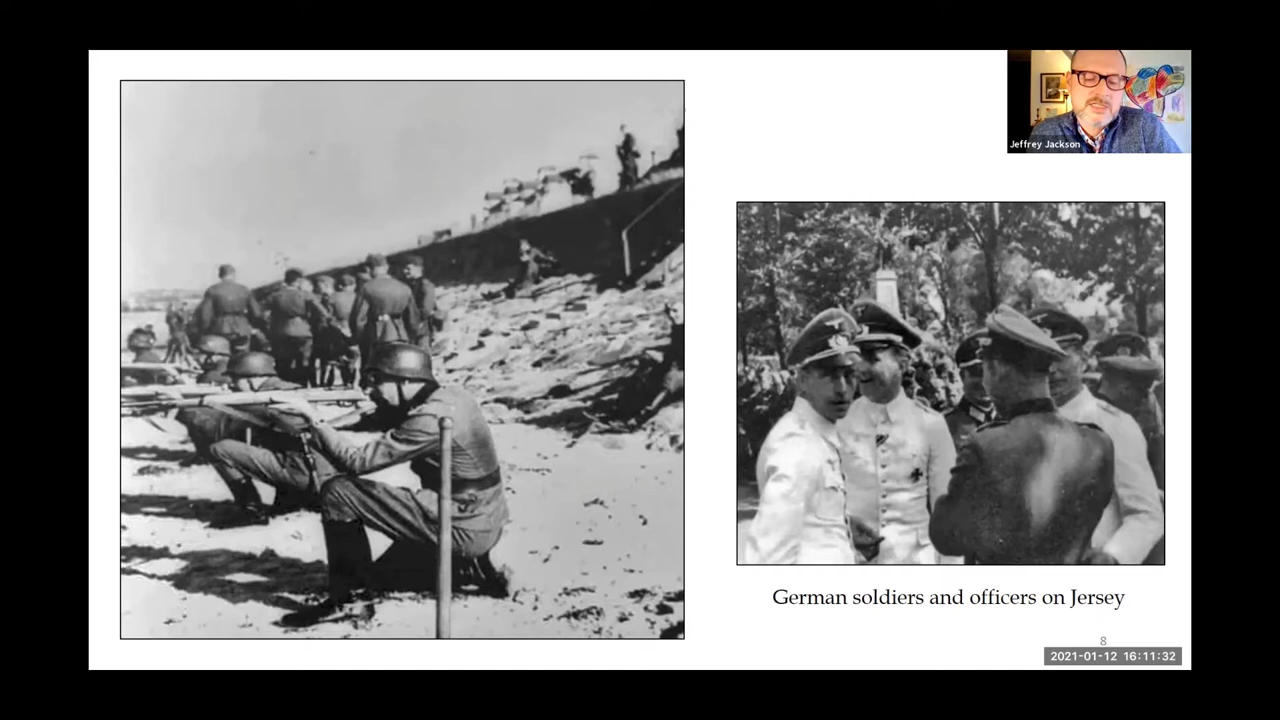 Jeffrey Jackson
German soldiers and officers on Jersey
8
2021-01-12 16:11:32